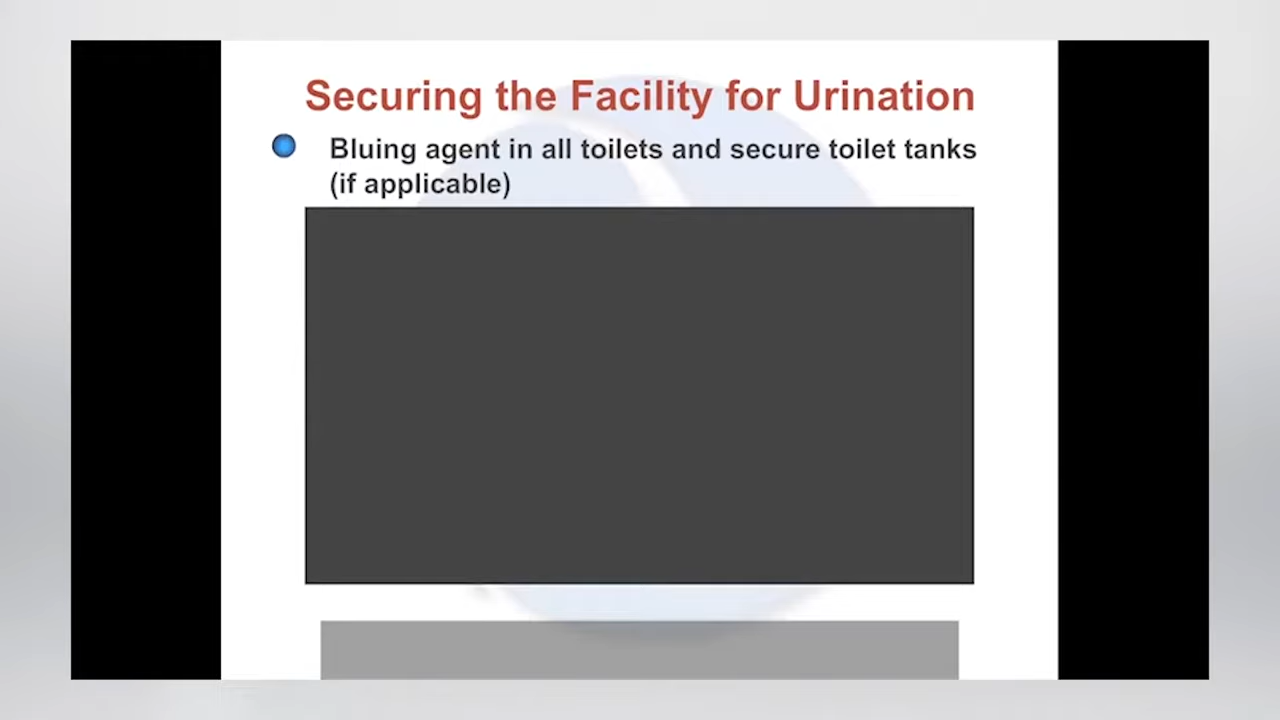 Securing the Facility for Urination
Bluing agent in all toilets and secure toilet tanks
(if applicable)